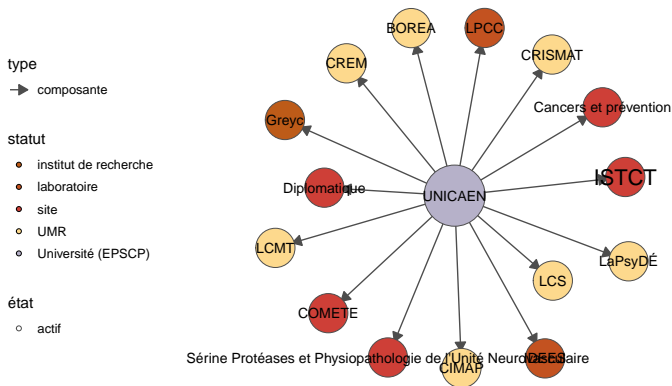 type
composante
statut
institut de recherche
laboratoire
site
UMR
Université (EPSCP)
état
actif
BOREA
LPCC
CREM
CRISMAT
Cancers et prévention
Greyc
ISTCT
Diplomatique
UNICAEN
LCMT
LaPsyDÉ
LCS
COMETE
Sérine Protéases et Physiopathologie de l'Unité Neurovasculaire
IDEES
CIMAP